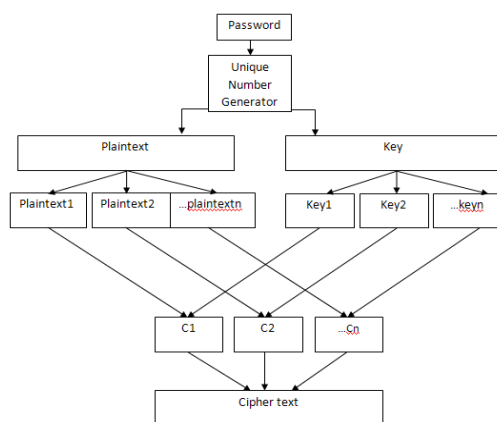 Password
Unique
Number
Generator
Plaintext
Key
Plaintext1
Plaintext2
...plaintextn
Key1
Key2
...keyn
C1
C2
...Cn
Cipher text